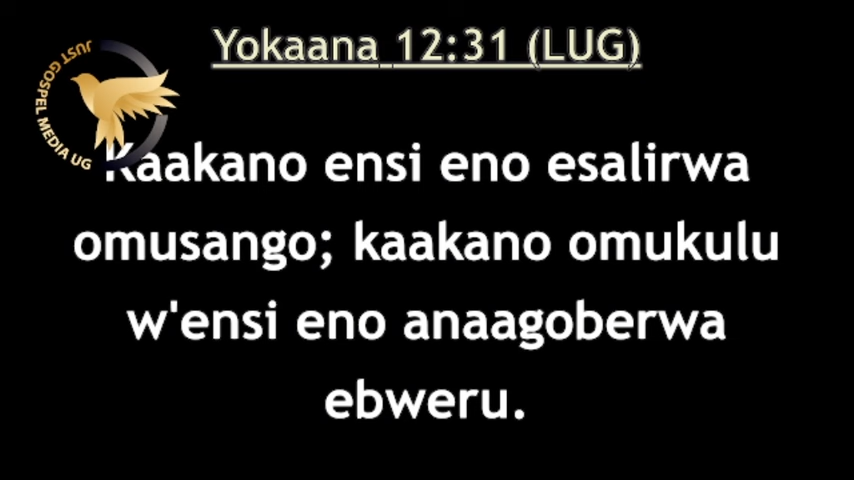 Yokaana 12:31 (LUG)
JUST GOSPEL MEDIA UG
Kaakano ensi eno esalirwa
omusango; kaakano omukulu
w'ensi eno anaagoberwa
ebweru.